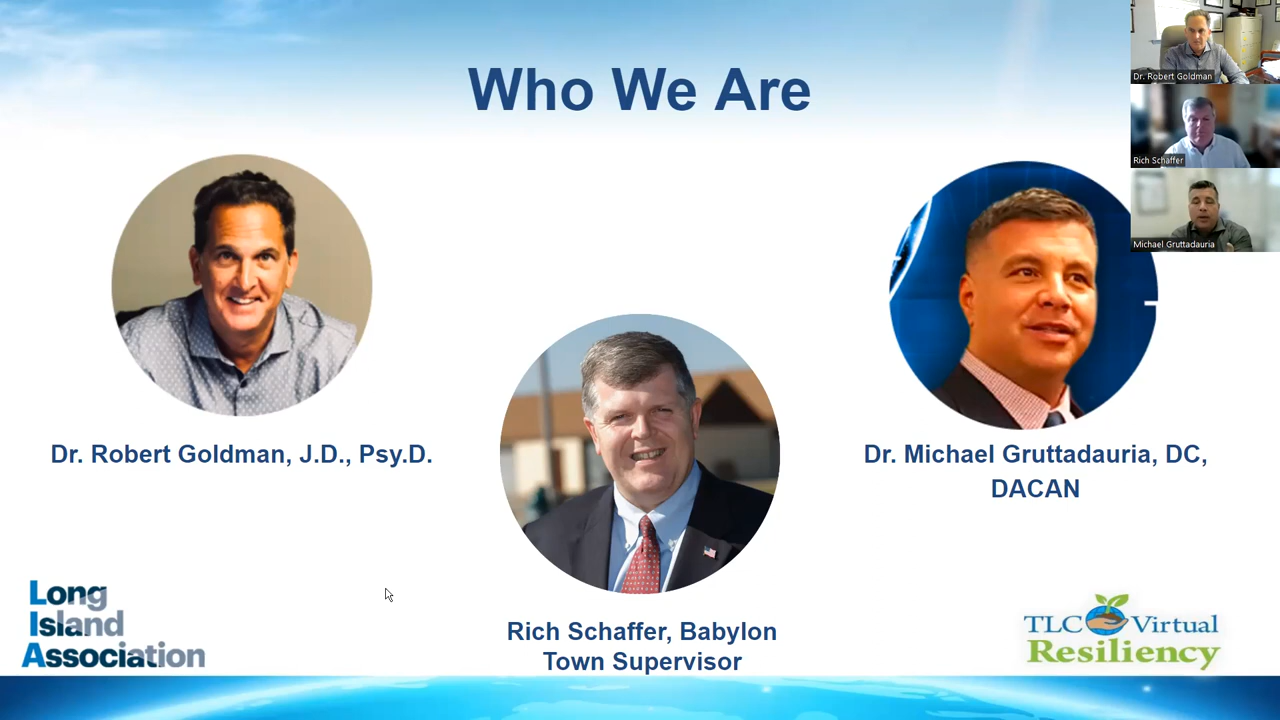 Who We Are
Dr. Robert Goldman
Rich Schaffer
Michael Gruttadauria
Dr. Robert Goldman, J.D., Psy.D.
Dr. Michael Gruttadauria, DC,
DACAN
Rich Schaffer, Babylon
Town Supervisor
Long
Island
Association
TLC Virtual
Resiliency